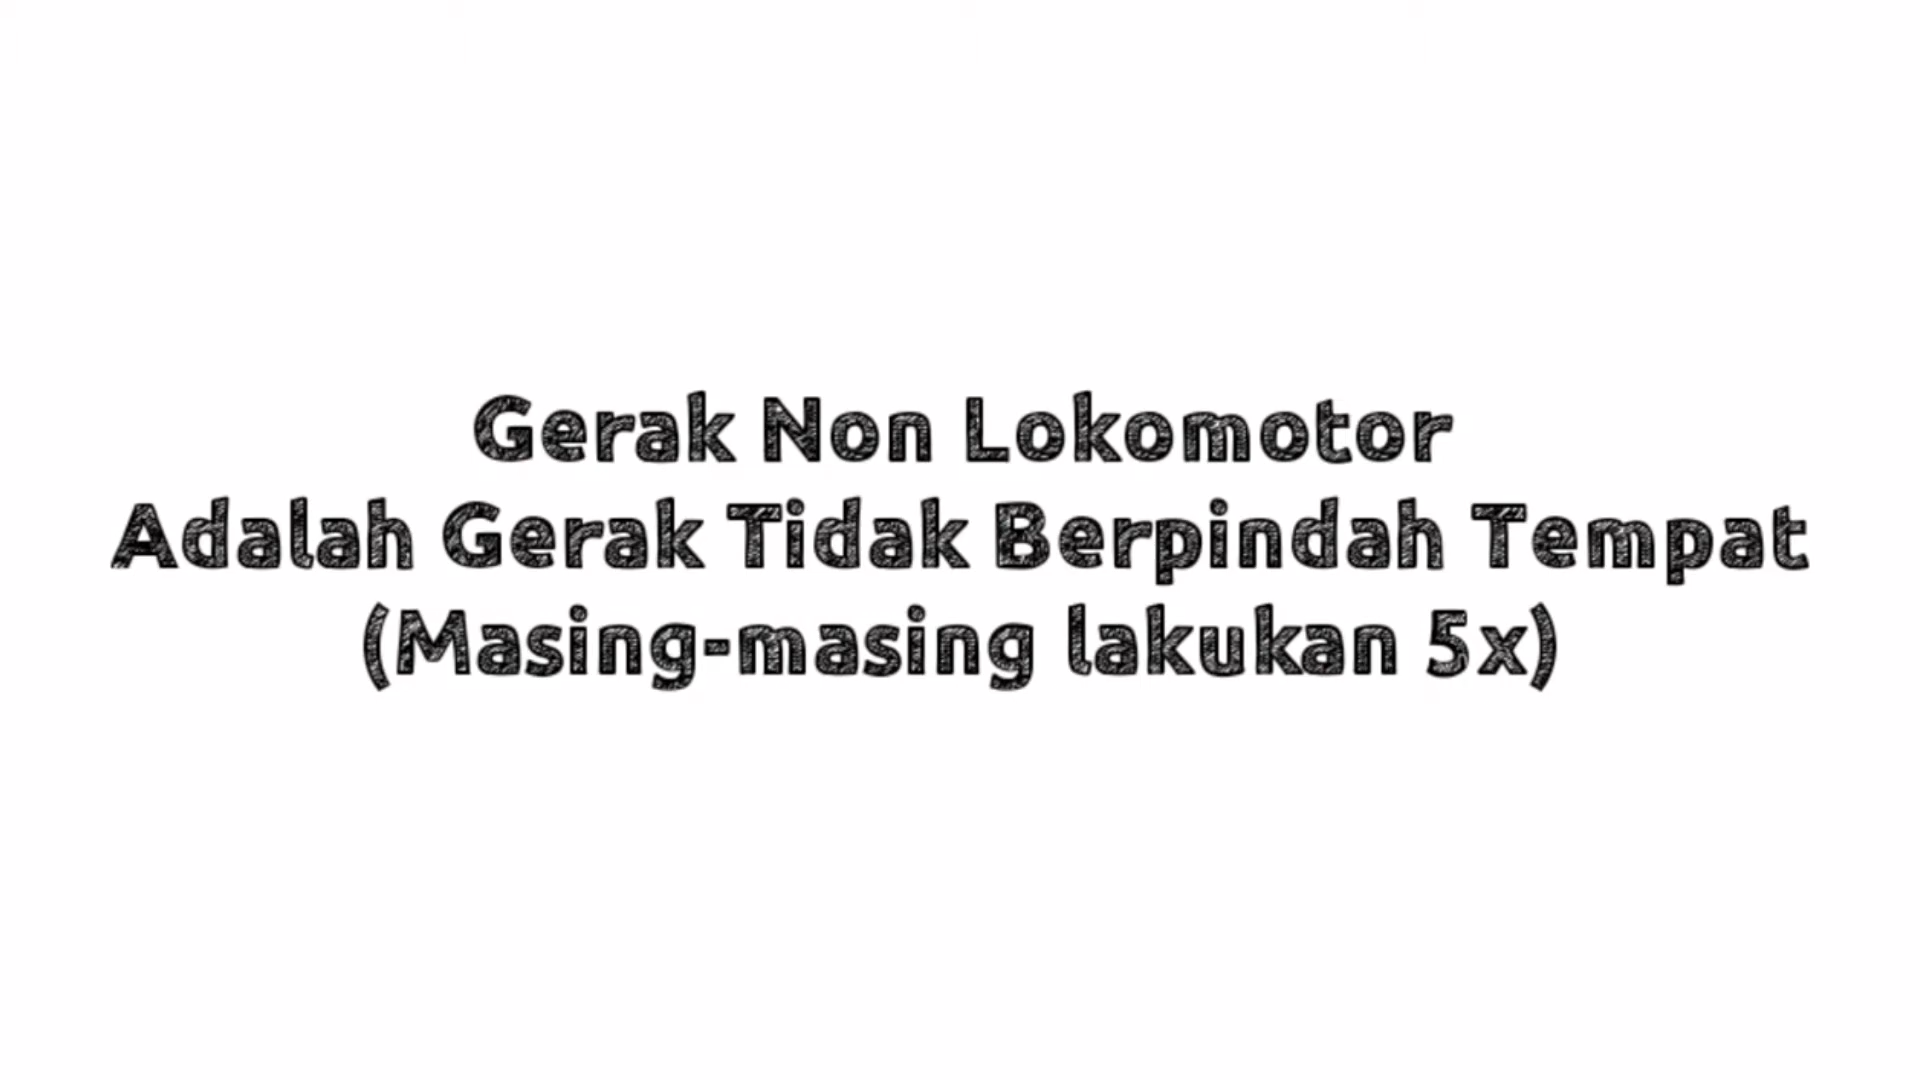 Gerak Non Lokomotor
Adalah Gerak Tidak Berpindah Tempat
(Masing-masing lakukan 5x)